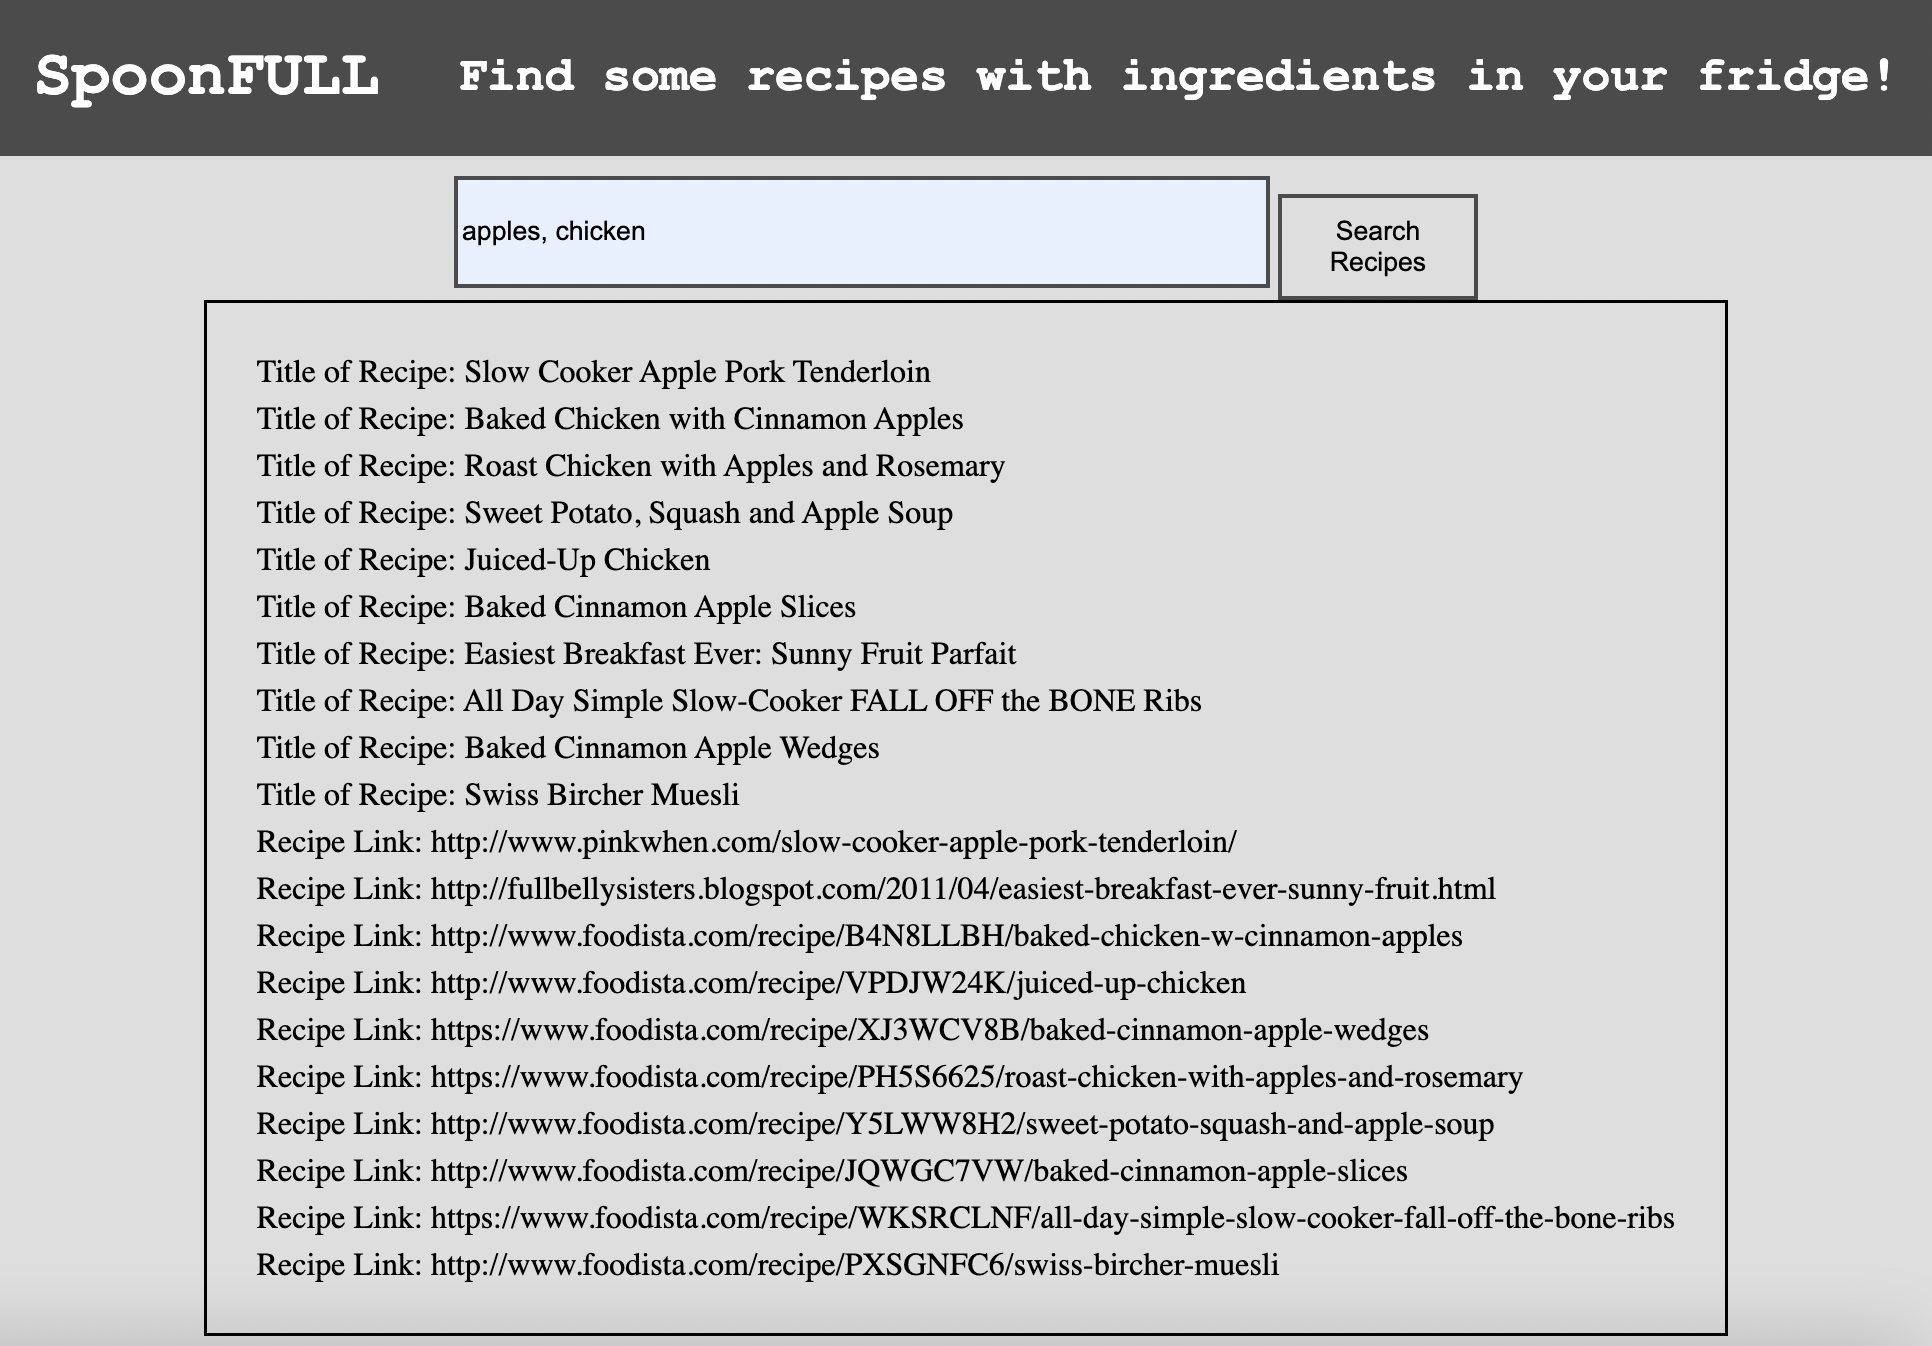 SpoonFULL
Find some recipes with ingredients in your fridge!
apples, chicken
Search
Recipes
Title of Recipe: Slow Cooker Apple Pork Tenderloin
Title of Recipe: Baked Chicken with Cinnamon Apples
Title of Recipe: Roast Chicken with Apples and Rosemary
Title of Recipe: Sweet Potato, Squash and Apple Soup
Title of Recipe: Juiced-Up Chicken
Title of Recipe: Baked Cinnamon Apple Slices
Title of Recipe: Easiest Breakfast Ever: Sunny Fruit Parfait
Title of Recipe: All Day Simple Slow-Cooker FALL OFF the BONE Ribs
Title of Recipe: Baked Cinnamon Apple Wedges
Title of Recipe: Swiss Bircher Muesli
Recipe Link: http://www.pinkwhen.com/slow-cooker-apple-pork-tenderloin/
Recipe Link: http://fullbellysisters.blogspot.com/2011/04/easiest-breakfast-ever-sunny-fruit.html
Recipe Link: http://www.foodista.com/recipe/B4N8LLBH/baked-chicken-w-cinnamon-apples
Recipe Link: http://www.foodista.com/recipe/VPDJW24K/juiced-up-chicken
Recipe Link: https://www.foodista.com/recipe/XJ3WCV8B/baked-cinnamon-apple-wedges
Recipe Link: https://www.foodista.com/recipe/PH5S6625/roast-chicken-with-apples-and-rosemary
Recipe Link: http://www.foodista.com/recipe/Y5LWW8H2/sweet-potato-squash-and-apple-soup
Recipe Link: http://www.foodista.com/recipe/JQWGC7VW/baked-cinnamon-apple-slices
Recipe Link: https://www.foodista.com/recipe/WKSRCLNF/all-day-simple-slow-cooker-fall-off-the-bone-ribs
Recipe Link: http://www.foodista.com/recipe/PXSGNFC6/swiss-bircher-muesli